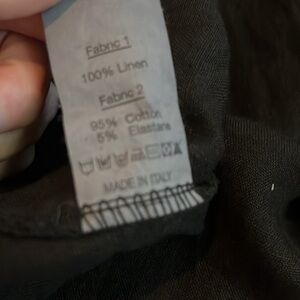 Fabric 1
100% Linen
Fabric 2
95% Cotton
5% Elastane
MADE IN ITALY